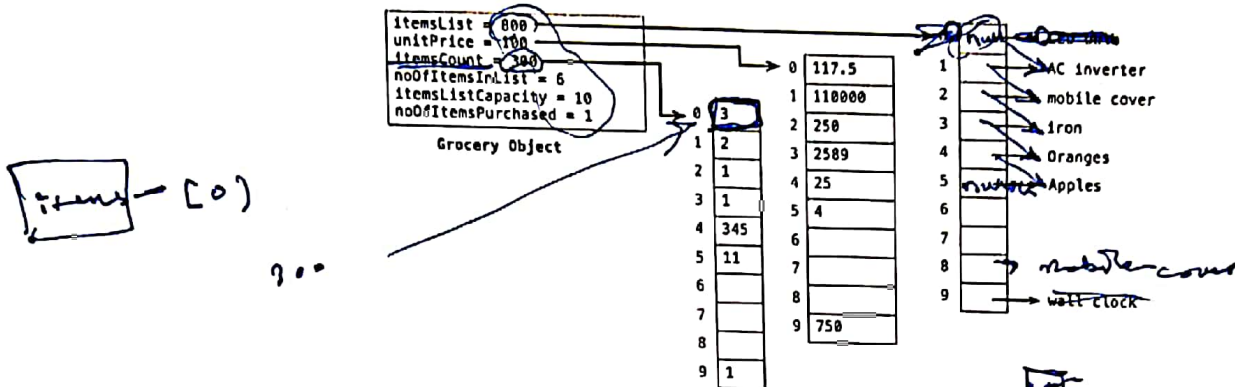 itemsList = 800
unitPrice = 100
itemsCount = 300
noOfItemsInList = 6
itemsListCapacity = 10
noOfItemsPurchased = 1
Grocery Object
items [0]
300
0 3
1 2
2 1
3 1
4 345
5 11
6
7
8
9 1
0 117.5
1 110000
2 250
3 2589
4 25
5 4
6
7
8
9 750
null
1 AC inverter
2 mobile cover
3 iron
4 Oranges
5 Apples
6
7
8 mobile cover
9 wall clock